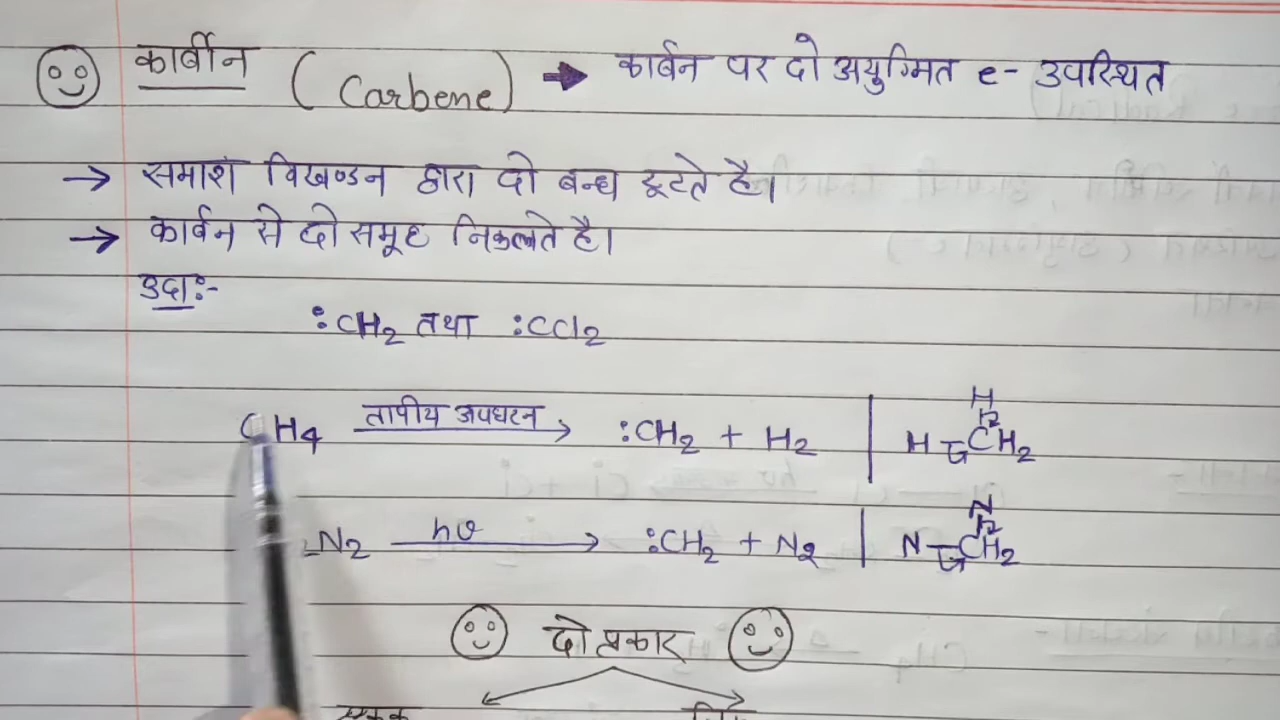 कार्बीन (Carbene) → कार्बन पर दो अयुग्मित e- उपस्थित
→ समाशं विखण्डन द्वारा दो बन्ध टूटते है।
→ कार्बन से दो समूह निकलते है।
उदाः-
:CH2 तथा :CCl2
H
CH4 तापीय अपघटन → :CH2 + H2 | H CH2
N
N2 hν → :CH2 + N2 | N CH2
दो प्रकार